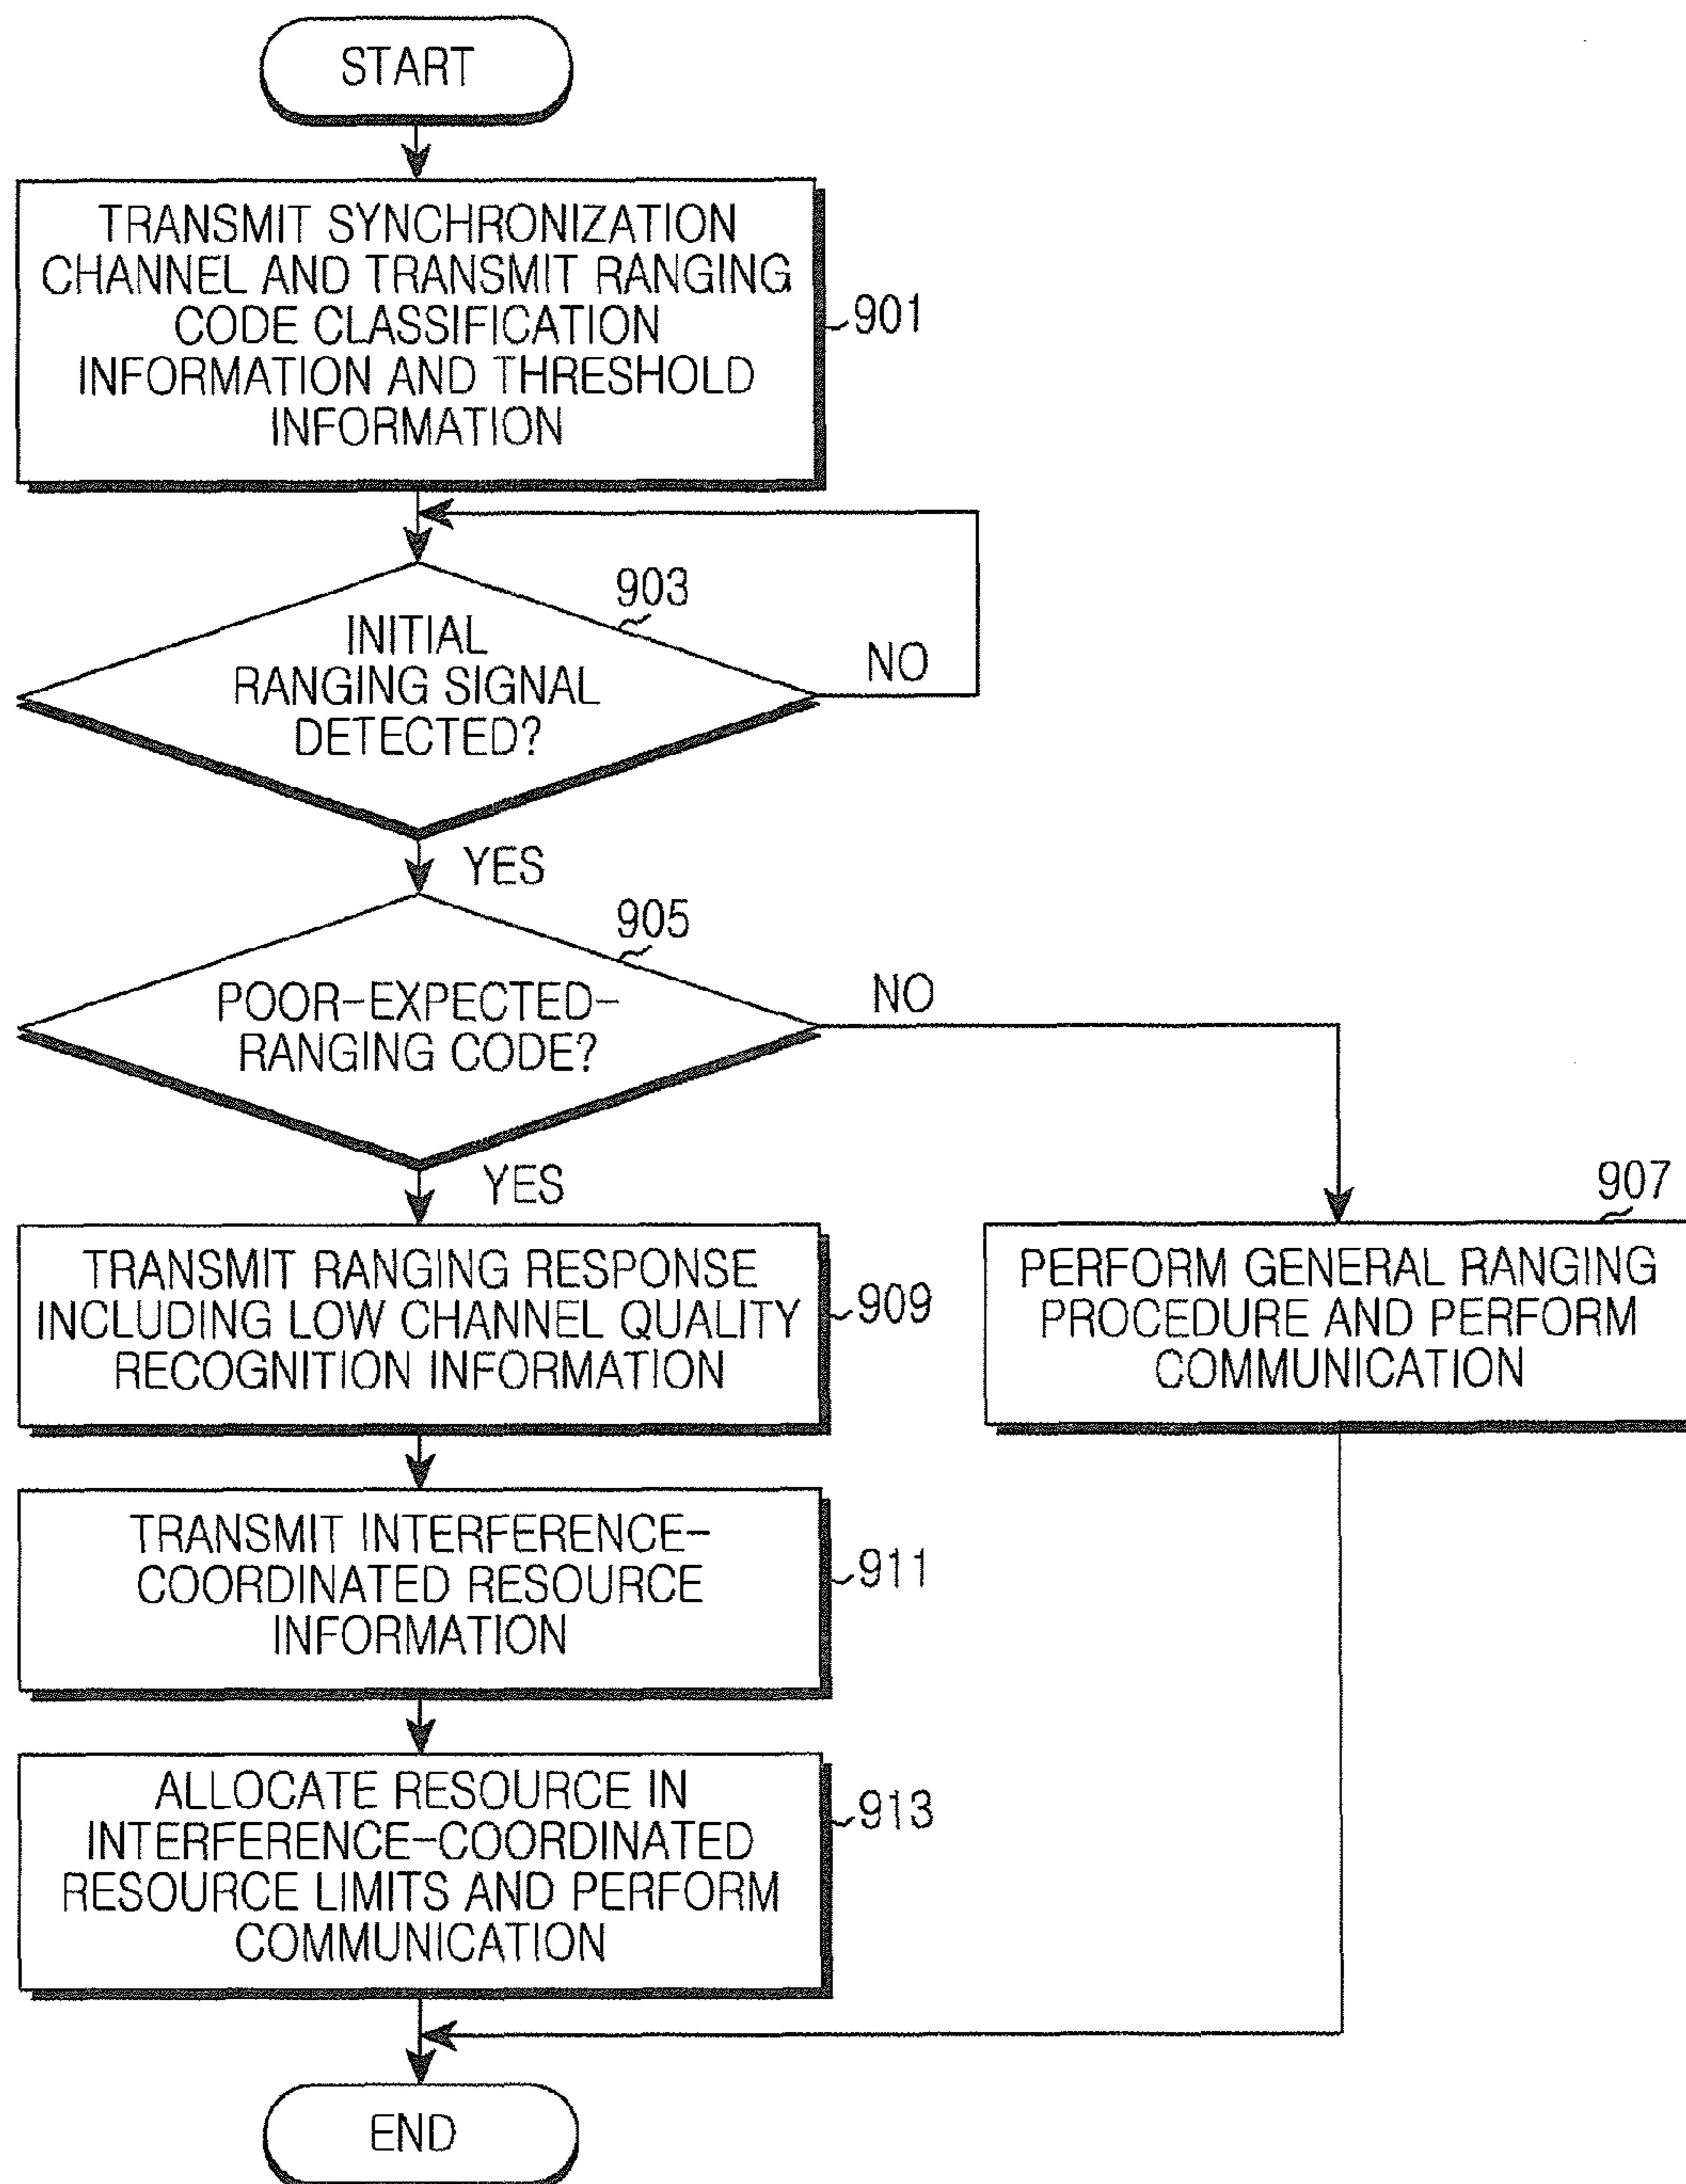 START
TRANSMIT SYNCHRONIZATION
CHANNEL AND TRANSMIT RANGING
CODE CLASSIFICATION
INFORMATION AND THRESHOLD
INFORMATION
901
903
INITIAL
RANGING SIGNAL
DETECTED?
NO
YES
905
POOR-EXPECTED-
RANGING CODE?
NO
YES
907
TRANSMIT RANGING RESPONSE
INCLUDING LOW CHANNEL QUALITY
RECOGNITION INFORMATION
909
PERFORM GENERAL RANGING
PROCEDURE AND PERFORM
COMMUNICATION
TRANSMIT INTERFERENCE-
COORDINATED RESOURCE
INFORMATION
911
ALLOCATE RESOURCE IN
INTERFERENCE-COORDINATED
RESOURCE LIMITS AND PERFORM
COMMUNICATION
913
END